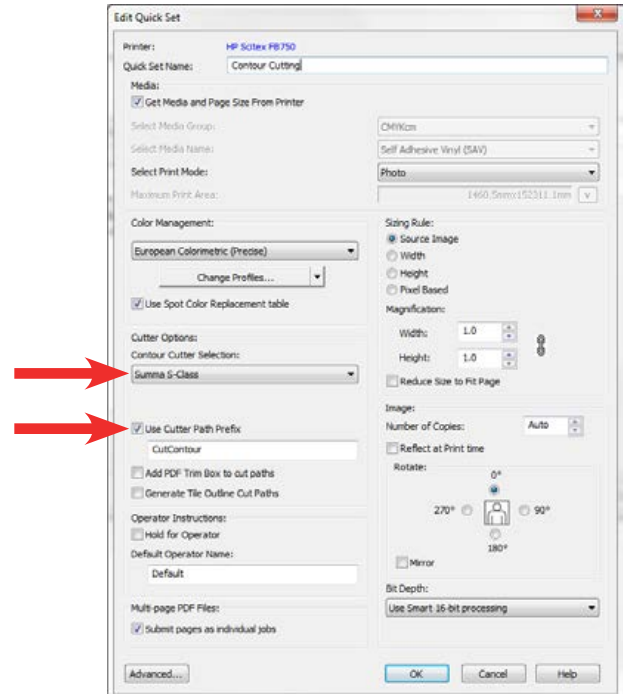 Edit Quick Set
Printer: HP Scitex FB750
Quick Set Name: Contour Cutting
Media:
Get Media and Page Size From Printer
Select Media Group: CMYKcm
Select Media Name: Self Adhesive Vinyl (SAV)
Select Print Mode: Photo
Maximum Print Area: 1460.5mmx152311.1mm v
Color Management:
European Colorimetric (Precise)
Change Profiles...
Use Spot Color Replacement table
Cutter Options:
Contour Cutter Selection:
Summa S-Class
Use Cutter Path Prefix
CutContour
Add PDF Trim Box to cut paths
Generate Tile Outline Cut Paths
Operator Instructions:
Hold for Operator
Default Operator Name:
Default
Multi-page PDF Files:
Submit pages as individual jobs
Sizing Rule:
Source Image
Width
Height
Pixel Based
Magnification:
Width: 1.0
Height: 1.0
Reduce Size to Fit Page
Image:
Number of Copies: Auto
Reflect at Print time
Rotate:
0°
270° 90°
180°
Mirror
Bit Depth:
Use Smart 16-bit processing
Advanced... OK Cancel Help